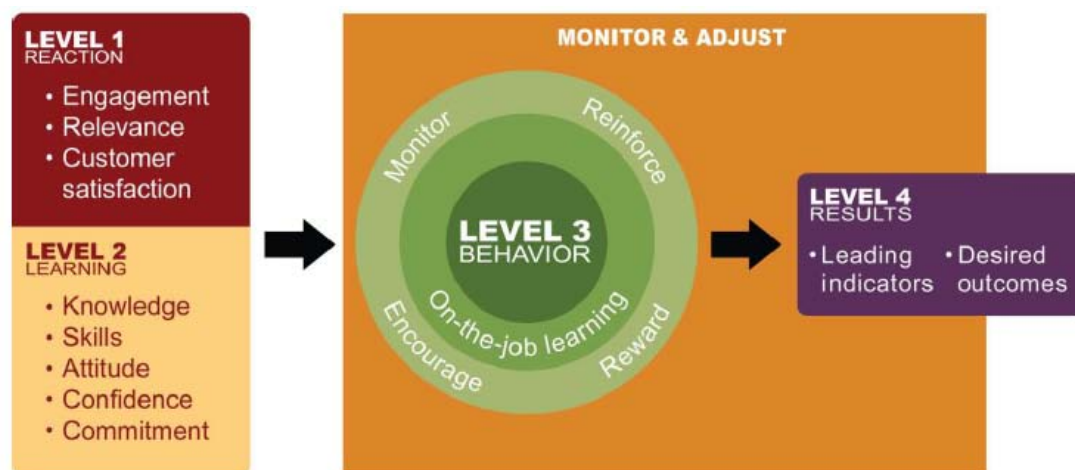 LEVEL 1
REACTION
• Engagement
• Relevance
• Customer
satisfaction
LEVEL 2
LEARNING
• Knowledge
• Skills
• Attitude
• Confidence
• Commitment
MONITOR & ADJUST
Monitor
Reinforce
LEVEL 3
BEHAVIOR
On-the-job learning
Encourage
Reward
LEVEL 4
RESULTS
• Leading
indicators
• Desired
outcomes